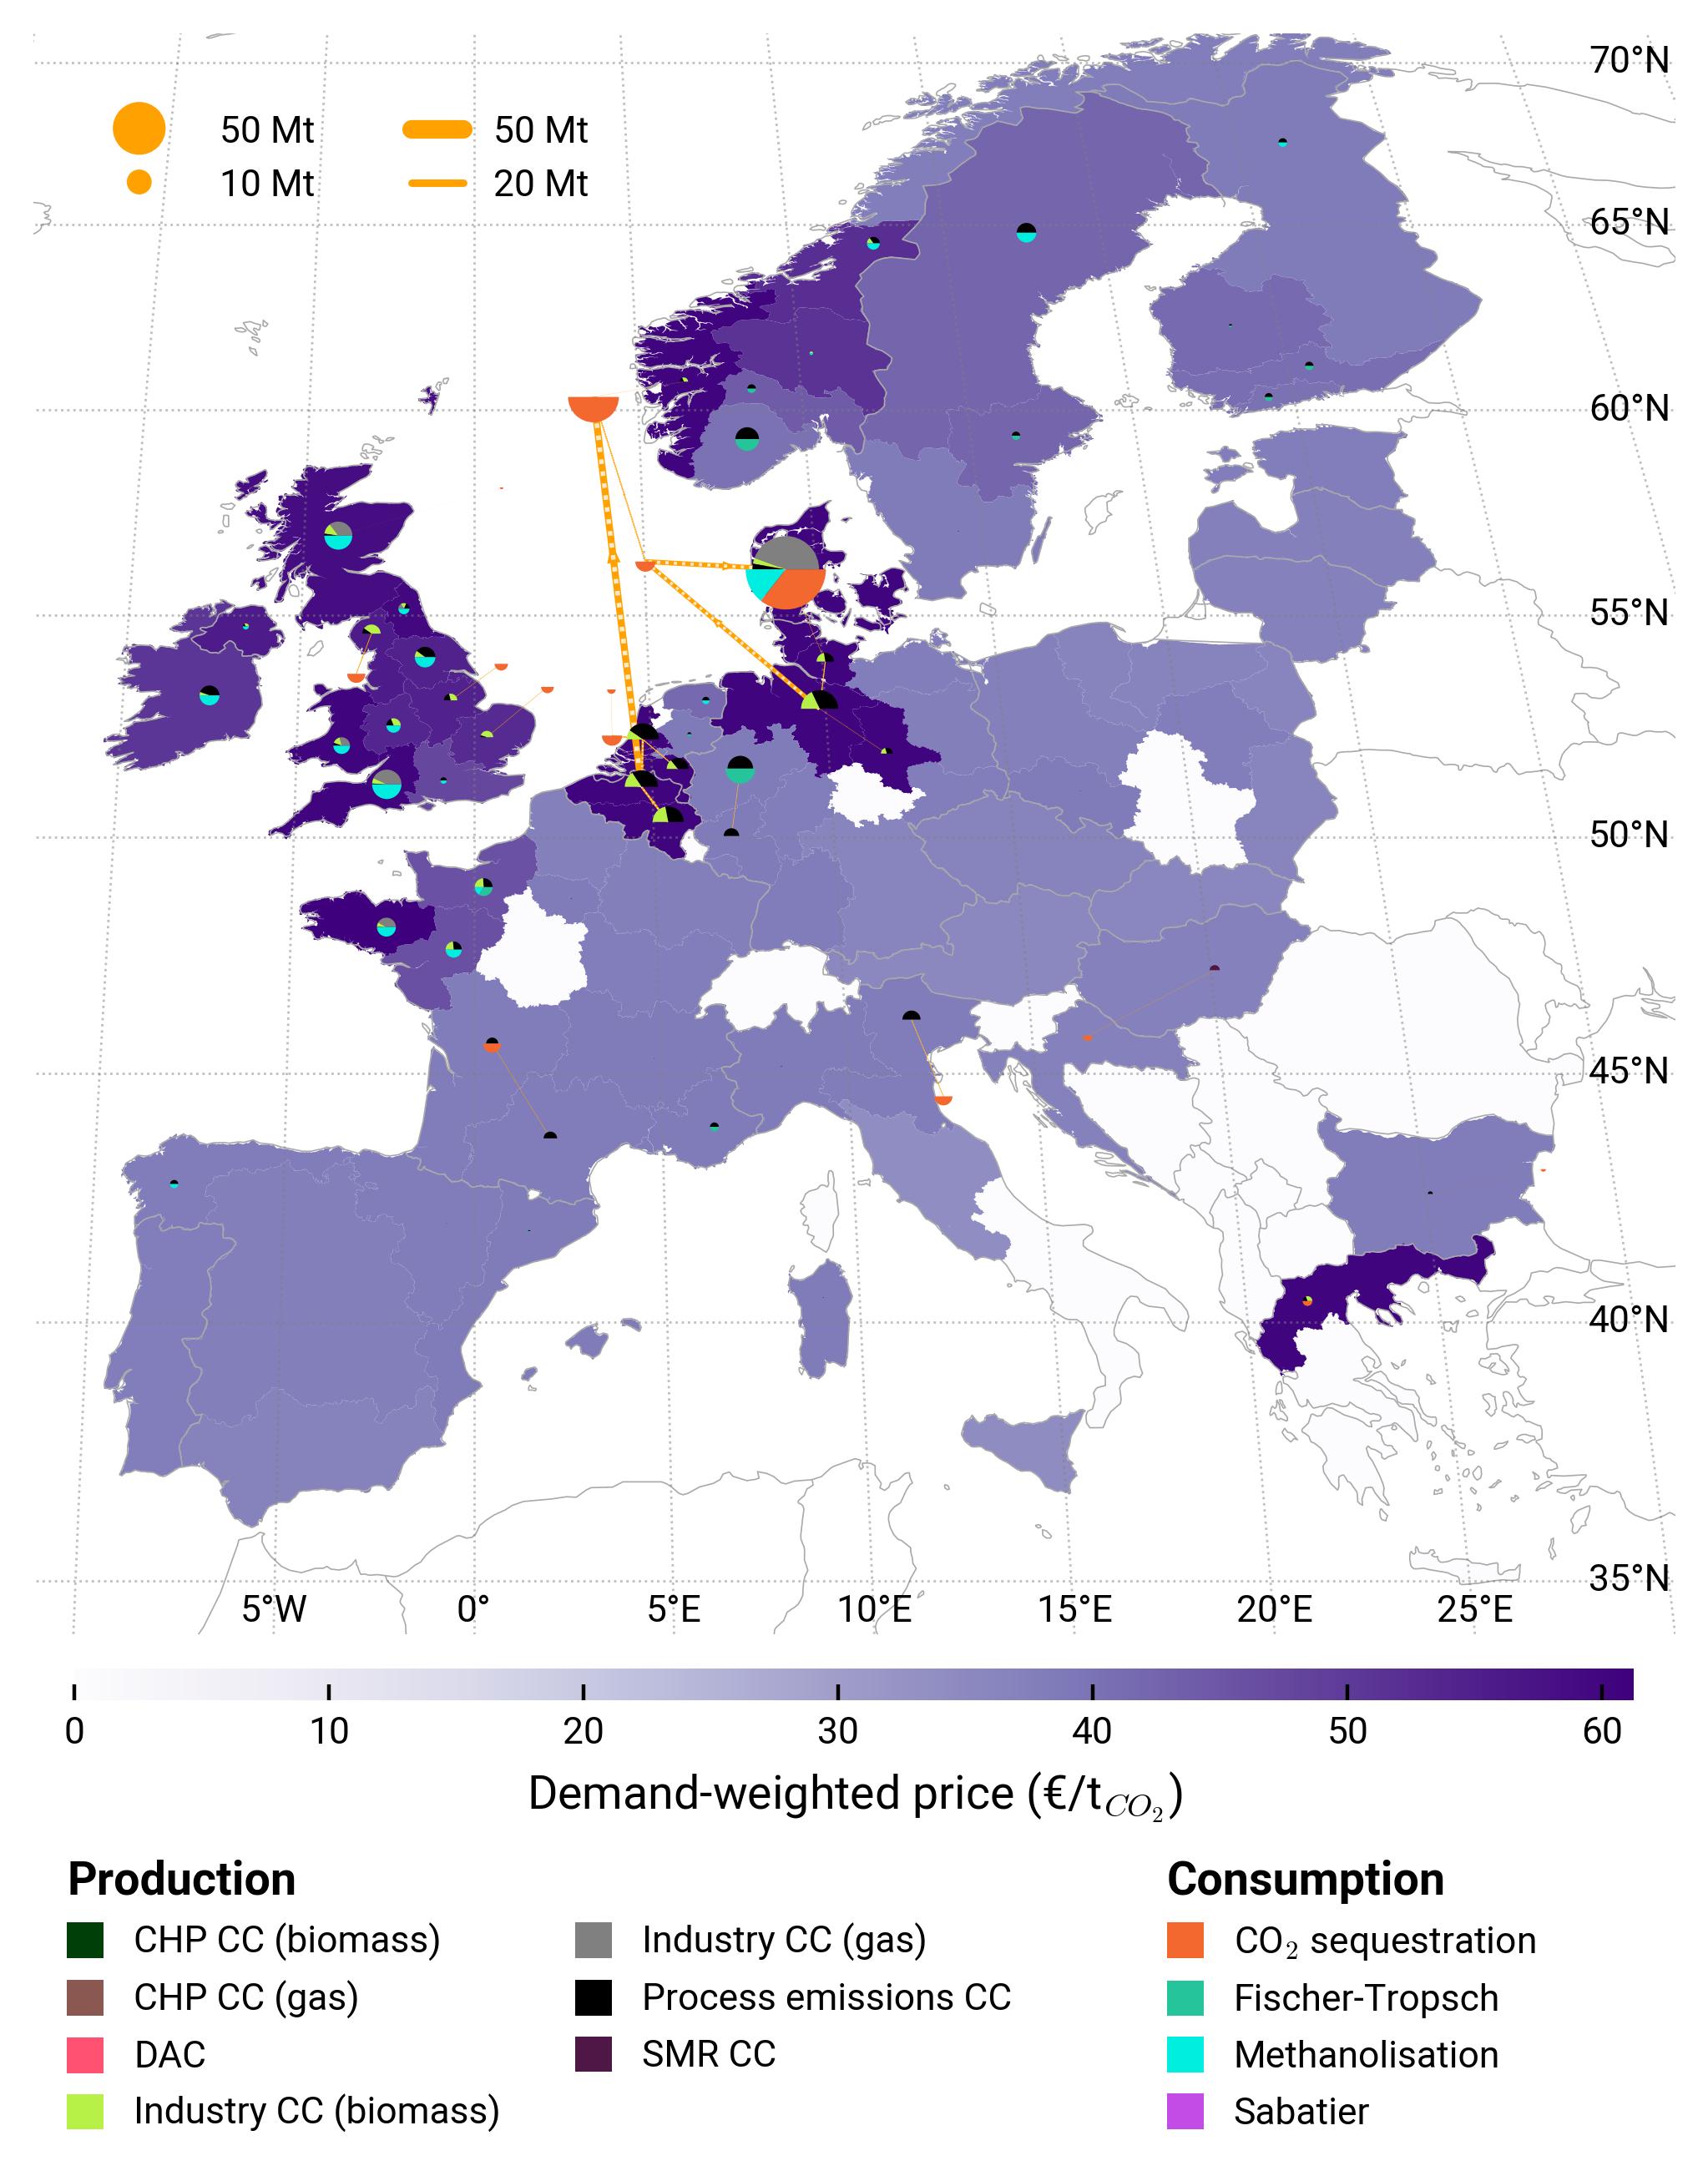 70°N
50 Mt 50 Mt
10 Mt 20 Mt
65°N
60°N
55°N
50°N
45°N
40°N
35°N
5°W 0° 5°E 10°E 15°E 20°E 25°E
0 10 20 30 40 50 60
Demand-weighted price (€/t_CO₂)
Production Consumption
CHP CC (biomass) Industry CC (gas) CO₂ sequestration
CHP CC (gas) Process emissions CC Fischer-Tropsch
DAC SMR CC Methanolisation
Industry CC (biomass) Sabatier